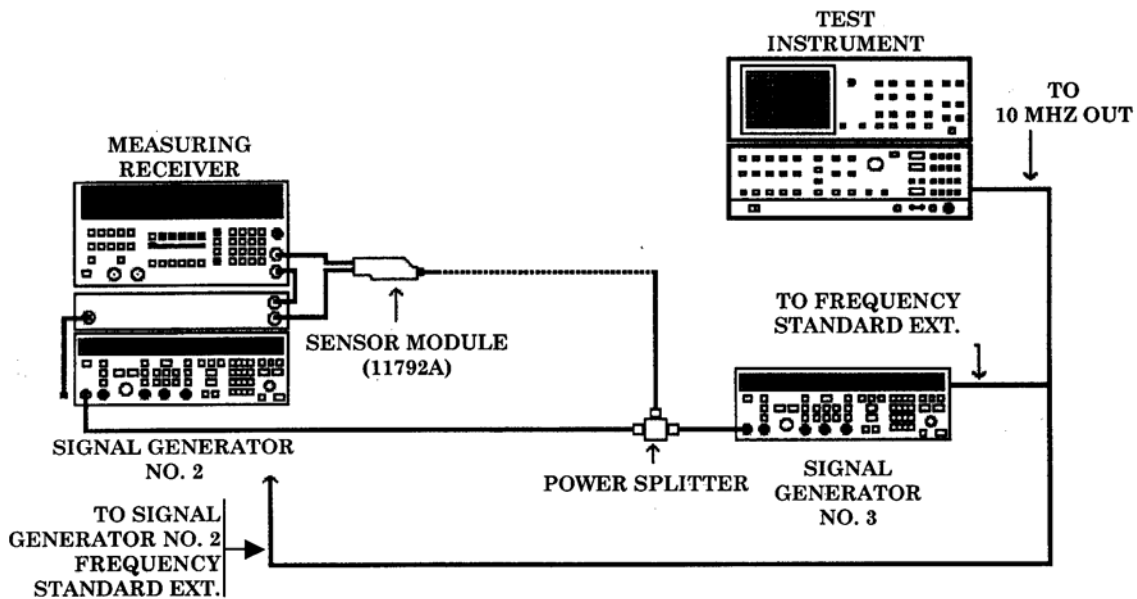 TEST
INSTRUMENT
TO
10 MHZ OUT
MEASURING
RECEIVER
SENSOR MODULE
(11792A)
TO FREQUENCY
STANDARD EXT.
SIGNAL GENERATOR
NO. 2
POWER SPLITTER
SIGNAL
GENERATOR
NO. 3
TO SIGNAL
GENERATOR NO. 2
FREQUENCY
STANDARD EXT.